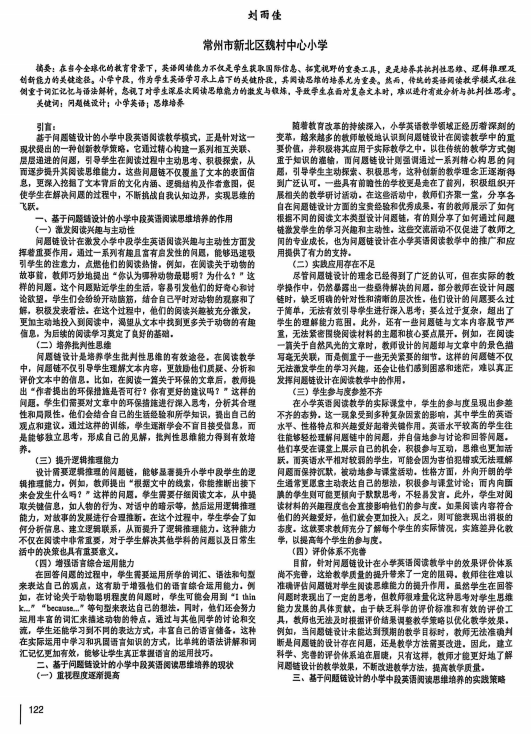 刘雨佳
常州市新北区魏村中心小学
摘要：在当今全球化的教育背景下，英语阅读能力不仅是学生获取国际信息、拓宽视野的重要工具，更是培养其批判性思维、逻辑推理及
创新能力的关键途径。小学中段，作为学生英语学习承上启下的关键阶段，其阅读思维的培养尤为重要。然而，传统的英语阅读教学模式往往
侧重于词汇记忆与语法解析，忽视了对学生深层次阅读思维能力的激发与锻炼，导致学生在面对复杂文本时，难以进行有效分析与批判性思考。
关键词：问题链设计；小学英语；思维培养
引言：
基于问题链设计的小学中段英语阅读教学模式，正是针对这一
现状提出的一种创新教学策略。它通过精心构建一系列相互关联、
层层递进的问题，引导学生在阅读过程中主动思考、积极探索，从
而逐步提升其阅读思维能力。这些问题链不仅覆盖了文本的表面信
息，更深入挖掘了文本背后的文化内涵、逻辑结构及作者意图，促
使学生在解决问题的过程中，不断挑战自我认知边界，实现思维的
飞跃。
一、基于问题链设计的小学中段英语阅读思维培养的作用
（一）激发阅读兴趣与主动性
问题链设计在激发小学中段学生英语阅读兴趣与主动性方面发
挥着重要作用。通过一系列有趣且富有启发性的问题，能够迅速吸
引学生的注意力，点燃他们的阅读热情。例如，在阅读关于动物的
故事前，教师巧妙地提出“你认为哪种动物最聪明？为什么？”这
样的问题。这个问题贴近学生的生活，容易引发他们的好奇心和讨
论欲望。学生们会纷纷开动脑筋，结合自己平时对动物的观察和了
解，积极发表看法。在这个过程中，他们的阅读兴趣被充分激发，
更加主动地投入到阅读中，渴望从文本中找到更多关于动物的有趣
信息，为后续的阅读学习奠定了良好的基础。
（二）培养批判性思维
问题链设计是培养学生批判性思维的有效途径。在阅读教学
中，问题链不仅引导学生理解文本内容，更鼓励他们质疑、分析和
评价文本中的信息。比如，在阅读一篇关于环保的文章后，教师提
出“作者提出的环保措施是否可行？你有更好的建议吗？”这样的
问题。学生们需要对文章中的环保措施进行深入思考，分析其合理
性和局限性。他们会结合自己的生活经验和所学知识，提出自己的
观点和建议。通过这样的训练，学生逐渐学会不盲目接受信息，而
是能够独立思考，形成自己的见解，批判性思维能力得到有效培
养。
（三）提升逻辑推理能力
设计需要逻辑推理的问题链，能够显著提升小学中段学生的逻
辑推理能力。例如，教师提出“根据文中的线索，你能推断出接下
来会发生什么吗？”这样的问题。学生需要仔细阅读文本，从中提
取关键信息，如人物的行为、对话中的暗示等，然后运用逻辑推理
能力，对故事的发展进行合理推断。在这个过程中，学生学会了如
何分析信息、建立逻辑联系，从而提升了逻辑推理能力。这种能力
不仅在阅读中非常重要，对于学生解决其他学科的问题以及日常生
活中的决策也具有重要意义。
（四）增强语言综合运用能力
在回答问题的过程中，学生需要运用所学的词汇、语法和句型
来表达自己的观点，这有助于增强他们的语言综合运用能力。例
如，在讨论关于动物聪明程度的问题时，学生可能会用到“I thin
k...”“because...”等句型来表达自己的想法。同时，他们还会努力
运用丰富的词汇来描述动物的特点。通过与其他同学的讨论和交
流，学生还能学习到不同的表达方式，丰富自己的语言储备。这种
在实际运用中学习和巩固语言知识的方式，比单纯的语法讲解和词
汇记忆更加有效，能够让学生真正掌握语言的运用技巧。
二、基于问题链设计的小学中段英语阅读思维培养的现状
（一）重视程度逐渐提高
随着教育改革的持续深入，小学英语教学领域正经历着深刻的
变革，越来越多的教师敏锐地认识到问题链设计在阅读教学中的重
要价值，并积极将其应用于实际教学之中。以往在传统的教学方式侧
重于知识的灌输，而问题链设计则强调通过一系列精心构思的问
题，引导学生主动探索、积极思考，这种创新的教学理念正逐渐得
到广泛认可。一些具有前瞻性的学校更是走在了前列，积极组织开
展相关的教学研讨活动。在这些活动中，教师们齐聚一堂，分享各
自在问题链设计方面的宝贵经验和优秀成果。有的教师展示了如何
根据不同的阅读文本类型设计问题链，有的则分享了如何通过问题
链激发学生的学习兴趣和主动性。这些交流活动不仅促进了教师之
间的专业成长，也为问题链设计在小学英语阅读教学中的推广和应
用提供了有力的支持。
（二）实践应用存在不足
尽管问题链设计的理念已经得到了广泛的认可，但在实际的教
学操作中，仍然暴露出一些亟待解决的问题。部分教师在设计问题
链时，缺乏明确的针对性和清晰的层次性。他们设计的问题要么过
于简单，无法有效引导学生进行深入思考；要么过于复杂，超出了
学生的理解能力范围。此外，还有一些问题链与文本内容脱节严
重，无法紧密围绕阅读材料的主题和核心要点展开。例如，在阅读
一篇关于自然风光的文章时，教师设计的问题却与文章中的景色描
写毫无关联，而是侧重于一些无关紧要的细节。这样的问题链不仅
无法激发学生的学习兴趣，还会让他们感到困惑和迷茫，难以真正
发挥问题链设计在阅读教学中的作用。
（三）学生参与度参差不齐
在小学英语阅读教学的实际课堂中，学生的参与度呈现出参差
不齐的态势。这一现象受到多种复杂因素的影响，其中学生的英语
水平、性格特点和兴趣爱好起着关键作用。英语水平较高的学生往
往能够轻松理解问题链中的问题，并自信地参与讨论和回答问题。
他们享受在课堂上展示自己的机会，积极参与互动，思维也更加活
跃。而英语水平相对较弱的学生，可能会因为害怕犯错或无法理解
问题而保持沉默，被动地参与课堂活动。性格方面，外向开朗的学
生通常更愿意主动表达自己的想法，积极参与课堂讨论；而内向腼
腆的学生则可能更倾向于默默思考，不轻易发言。此外，学生对阅
读材料的兴趣程度也会直接影响他们的参与度。如果阅读内容符合
他们的兴趣爱好，他们就会更加投入；反之，则可能表现出消极的
态度。这就要求教师充分了解每个学生的实际情况，实施差异化教
学，以提高每个学生的参与度。
（四）评价体系不完善
目前，针对问题链设计在小学英语阅读教学中的效果评价体系
尚不完善，这给教学质量的提升带来了一定的阻碍。教师往往难以
准确评估问题链对学生阅读思维能力的提升作用。虽然学生在回答
问题时表现出了一定的思考，但教师很难量化这种思考对学生思维
能力发展的具体贡献。由于缺乏科学的评价标准和有效的评价工
具，教师也无法及时根据评价结果调整教学策略以优化教学效果。
例如，当问题链设计未能达到预期的教学目标时，教师无法准确判
断是问题链的设计存在问题，还是教学方法需要改进。因此，建立
科学、完善的评价体系迫在眉睫，只有这样，教师才能更好地了解
问题链设计的教学效果，不断改进教学方法，提高教学质量。
三、基于问题链设计的小学中段英语阅读思维培养的实践策略
122